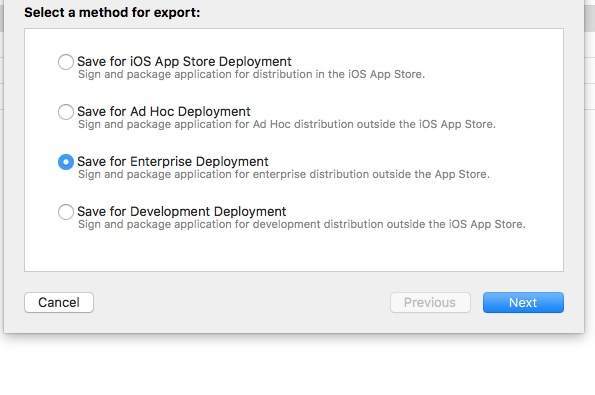 Select a method for export:
Save for iOS App Store Deployment
Sign and package application for distribution in the iOS App Store.
Save for Ad Hoc Deployment
Sign and package application for Ad Hoc distribution outside the iOS App Store.
Save for Enterprise Deployment
Sign and package application for enterprise distribution outside the App Store.
Save for Development Deployment
Sign and package application for development distribution outside the iOS App Store.
Cancel
Previous
Next